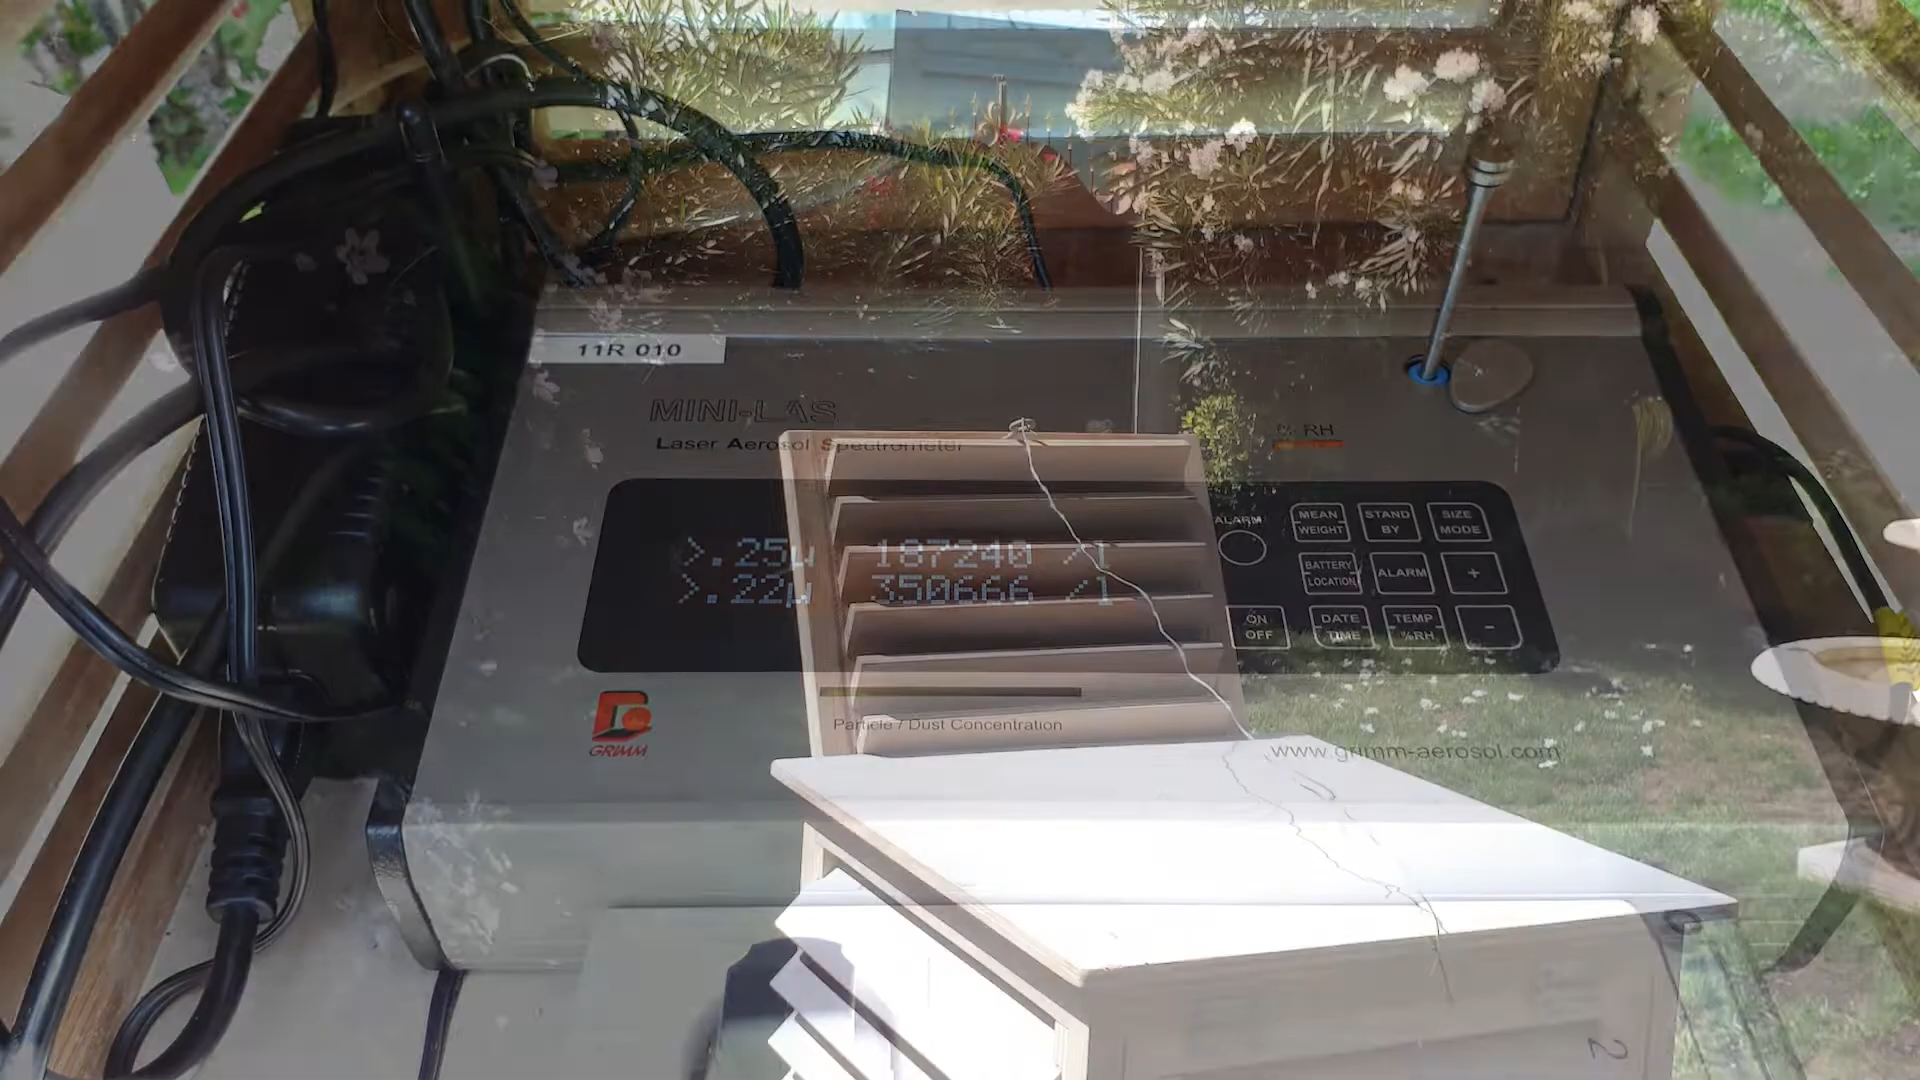 11R 010
MINI-LAS
Laser Aerosol Spectrometer
% RH
ALARM
MEAN
WEIGHT
STAND
BY
SIZE
MODE
>.25µ 187240 /l
>.22µ 350666 /l
BATTERY
LOCATION
ALARM
+
ON
OFF
DATE
TIME
TEMP
%RH
-
GRIMM
Particle / Dust Concentration
www.grimm-aerosol.com
2